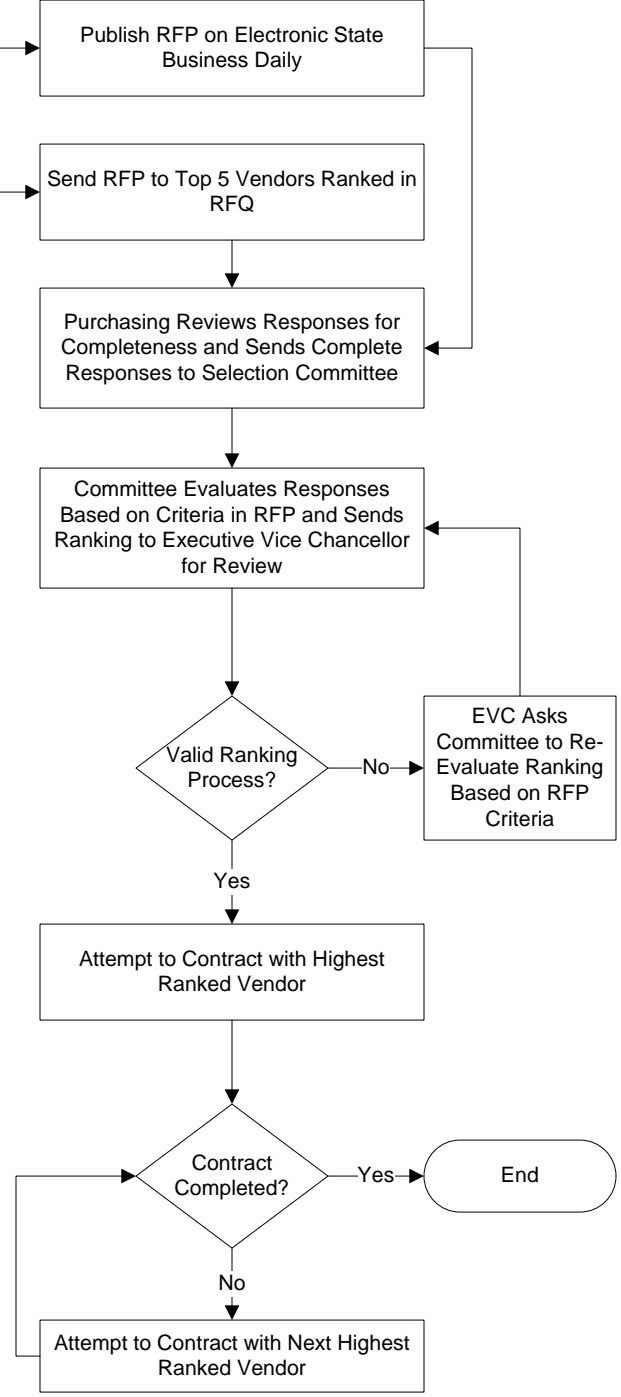 Publish RFP on Electronic State
Business Daily
Send RFP to Top 5 Vendors Ranked in
RFQ
Purchasing Reviews Responses for
Completeness and Sends Complete
Responses to Selection Committee
Committee Evaluates Responses
Based on Criteria in RFP and Sends
Ranking to Executive Vice Chancellor
for Review
Valid Ranking
Process?
No
EVC Asks
Committee to Re-
Evaluate Ranking
Based on RFP
Criteria
Yes
Attempt to Contract with Highest
Ranked Vendor
Contract
Completed?
Yes
End
No
Attempt to Contract with Next Highest
Ranked Vendor